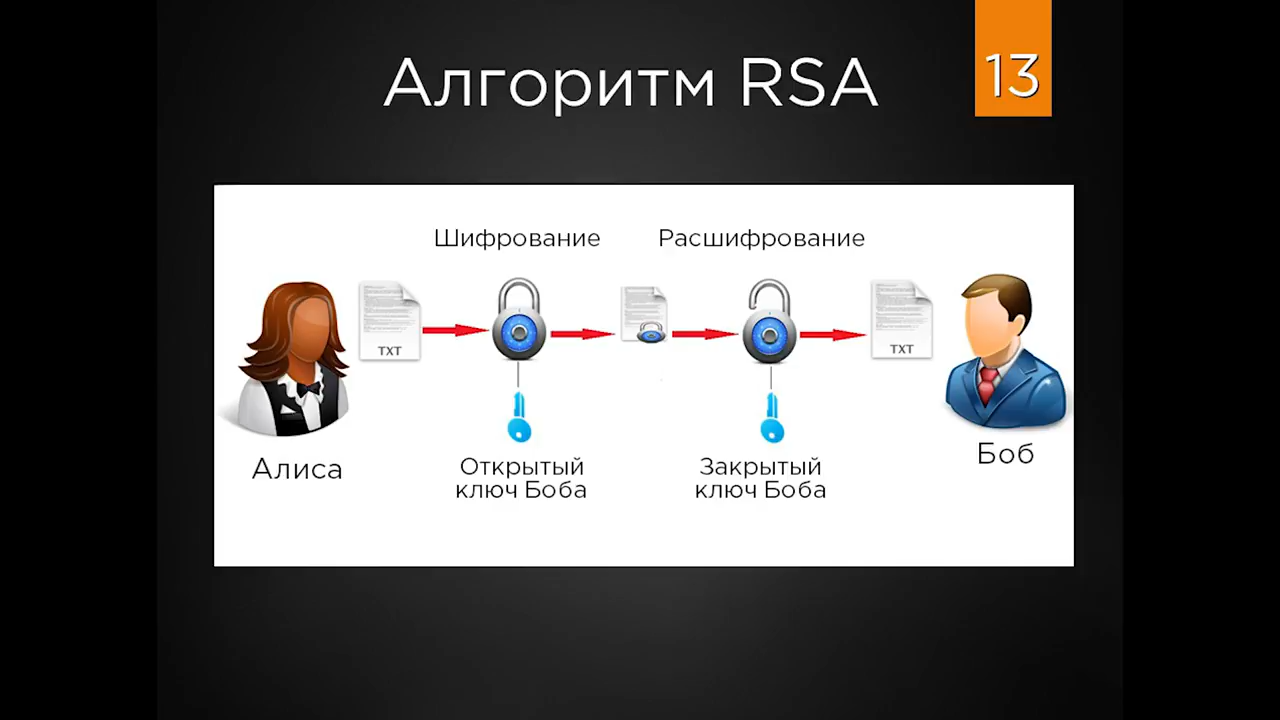 Алгоритм RSA
13
Шифрование
Расшифрование
TXT
TXT
Алиса
Открытый
ключ Боба
Закрытый
ключ Боба
Боб